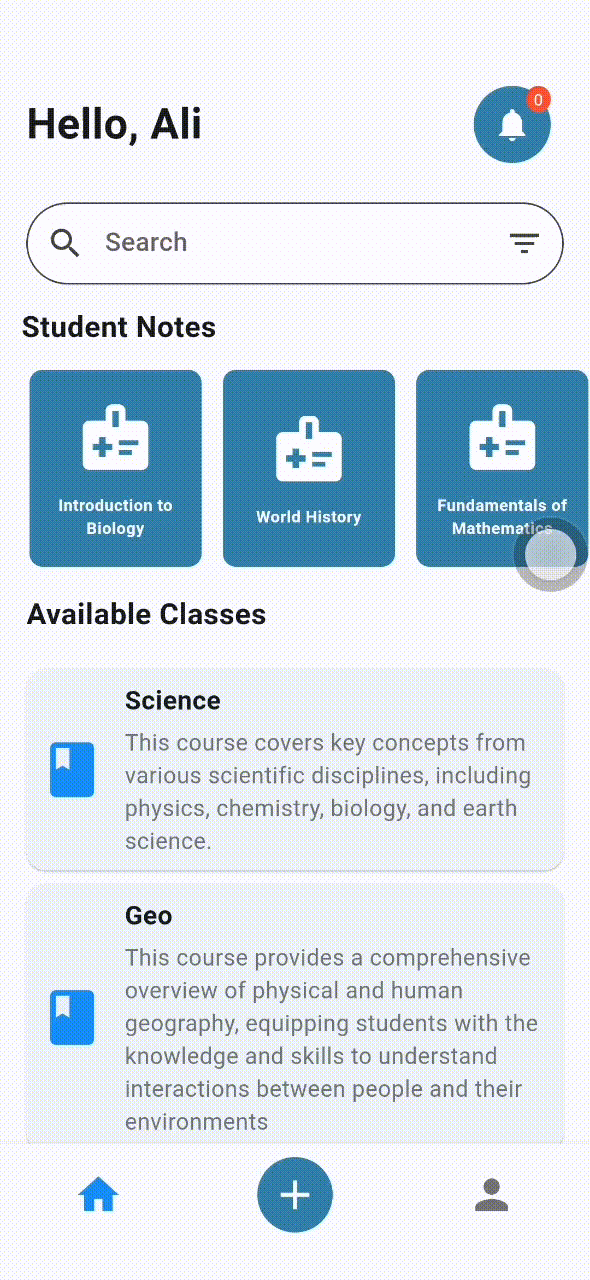 Hello, Ali
0
Search
Student Notes
Introduction to
Biology
World History
Fundamentals of
Mathematics
Available Classes
Science
This course covers key concepts from
various scientific disciplines, including
physics, chemistry, biology, and earth
science.
Geo
This course provides a comprehensive
overview of physical and human
geography, equipping students with the
knowledge and skills to understand
interactions between people and their
environments